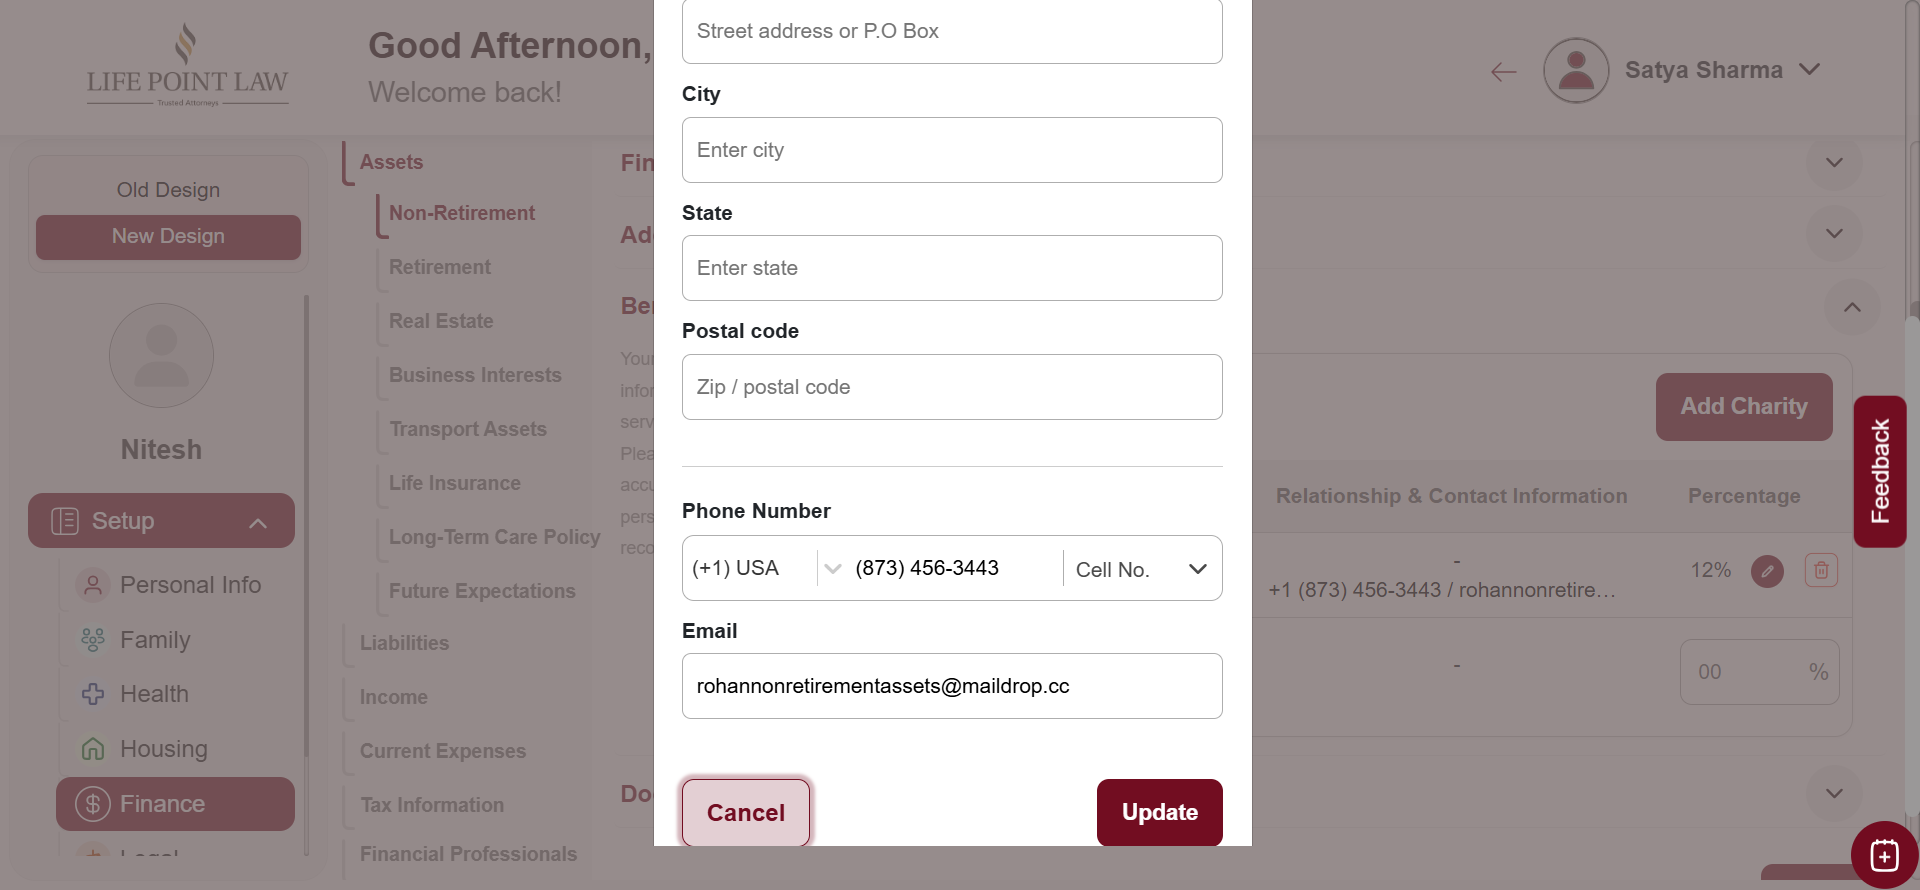 LIFE POINT LAW
Trusted Attorneys
Good Afternoon,
Welcome back!
Satya Sharma
Old Design
New Design
Nitesh
Setup
Personal Info
Family
Health
Housing
Finance
Legal
Assets
Non-Retirement
Retirement
Real Estate
Business Interests
Transport Assets
Life Insurance
Long-Term Care Policy
Future Expectations
Liabilities
Income
Current Expenses
Tax Information
Financial Professionals
Fin
Ad
Ber
Your
infor
serv
Plea
accu
pers
reco
Do
Street address or P.O Box
City
Enter city
State
Enter state
Postal code
Zip / postal code
Phone Number
(+1) USA
(873) 456-3443
Cell No.
Email
rohannonretirementassets@maildrop.cc
Cancel
Update
Add Charity
Relationship & Contact Information
Percentage
-
+1 (873) 456-3443 / rohannonretire...
12%
-
00
%
Feedback